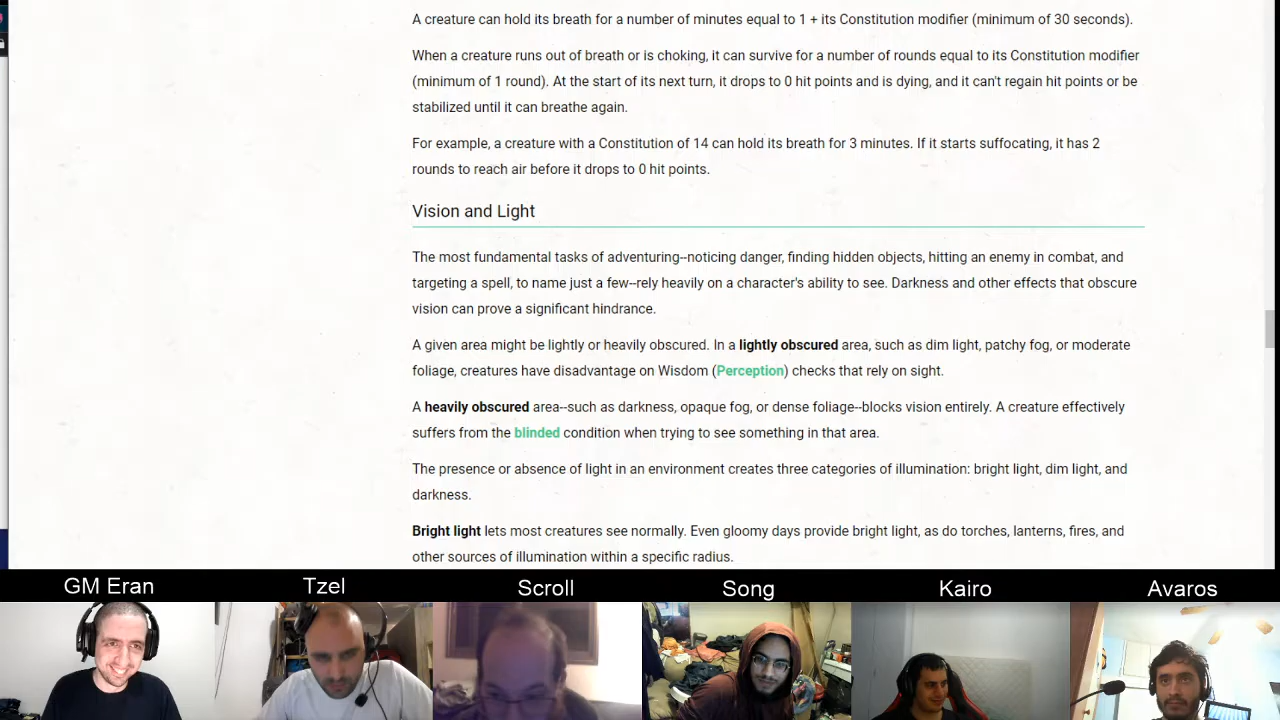 A creature can hold its breath for a number of minutes equal to 1 + its Constitution modifier (minimum of 30 seconds).
When a creature runs out of breath or is choking, it can survive for a number of rounds equal to its Constitution modifier
(minimum of 1 round). At the start of its next turn, it drops to 0 hit points and is dying, and it can't regain hit points or be
stabilized until it can breathe again.
For example, a creature with a Constitution of 14 can hold its breath for 3 minutes. If it starts suffocating, it has 2
rounds to reach air before it drops to 0 hit points.
Vision and Light
The most fundamental tasks of adventuring--noticing danger, finding hidden objects, hitting an enemy in combat, and
targeting a spell, to name just a few--rely heavily on a character's ability to see. Darkness and other effects that obscure
vision can prove a significant hindrance.
A given area might be lightly or heavily obscured. In a lightly obscured area, such as dim light, patchy fog, or moderate
foliage, creatures have disadvantage on Wisdom (Perception) checks that rely on sight.
A heavily obscured area--such as darkness, opaque fog, or dense foliage--blocks vision entirely. A creature effectively
suffers from the blinded condition when trying to see something in that area.
The presence or absence of light in an environment creates three categories of illumination: bright light, dim light, and
darkness.
Bright light lets most creatures see normally. Even gloomy days provide bright light, as do torches, lanterns, fires, and
other sources of illumination within a specific radius.
GM Eran Tzel Scroll Song Kairo Avaros